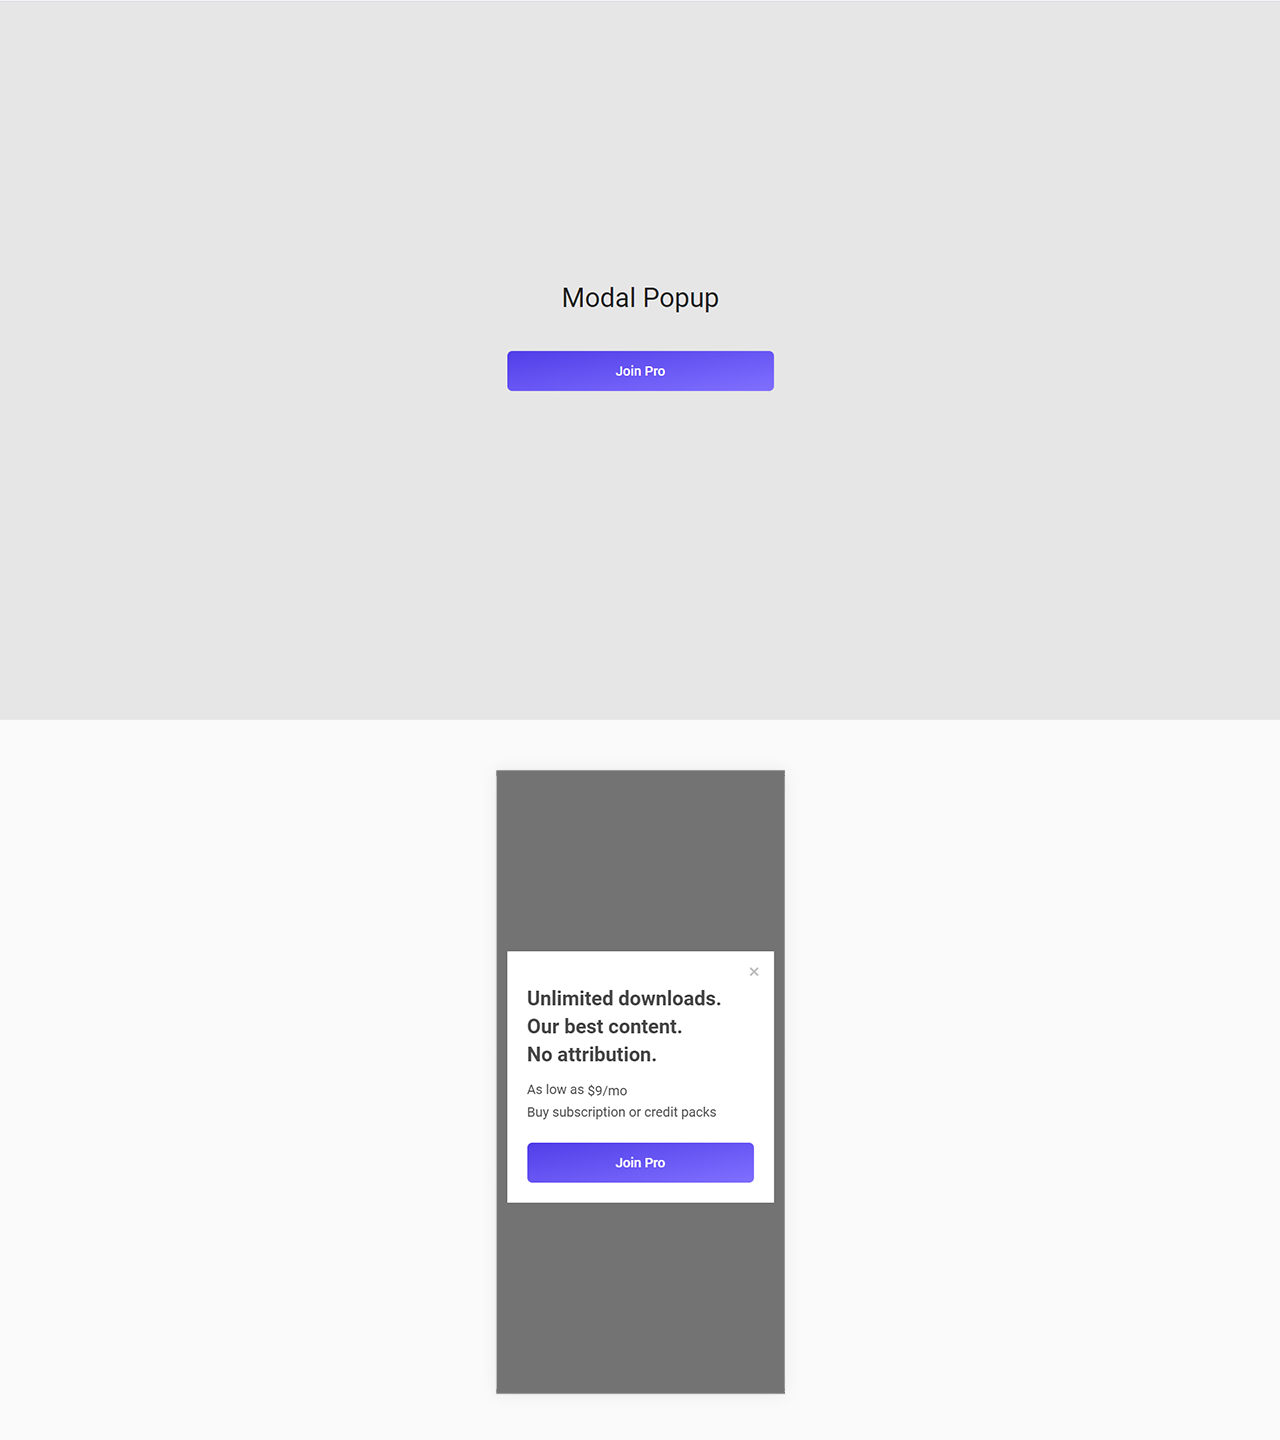 Modal Popup
Join Pro
×
Unlimited downloads.
Our best content.
No attribution.
As low as $9/mo
Buy subscription or credit packs
Join Pro